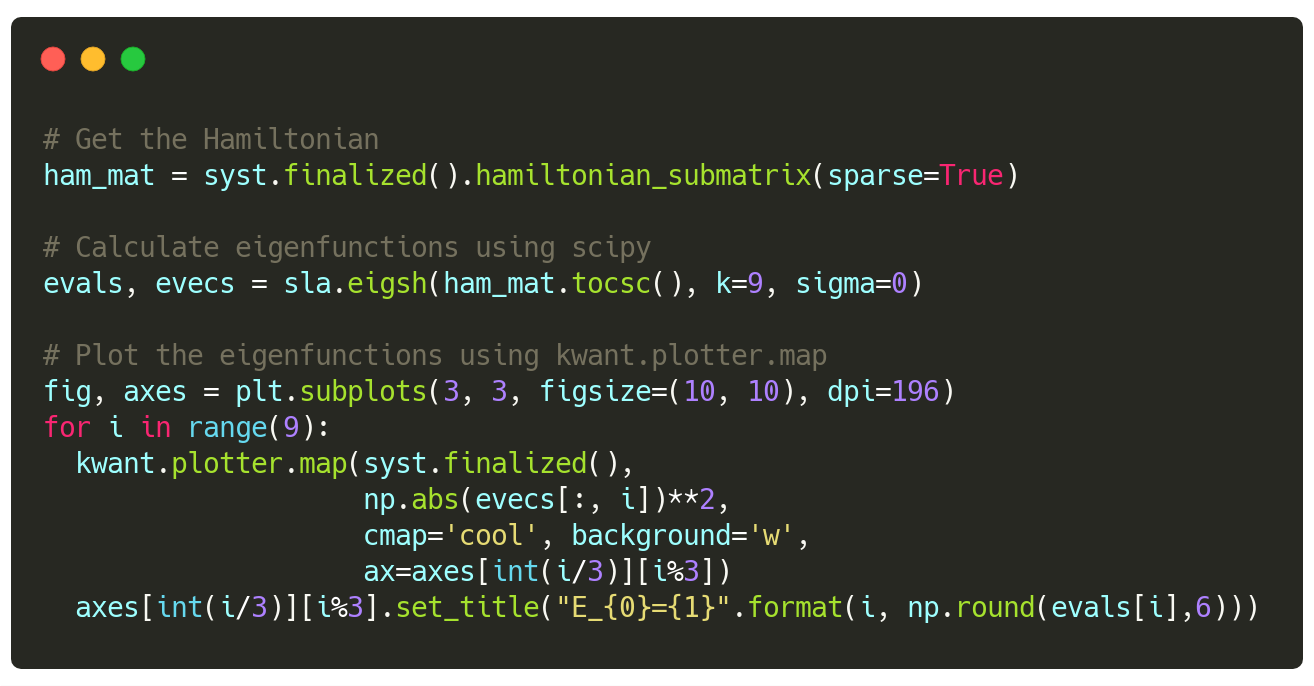 # Get the Hamiltonian
ham_mat = syst.finalized().hamiltonian_submatrix(sparse=True)

# Calculate eigenfunctions using scipy
evals, evecs = sla.eigsh(ham_mat.tocsc(), k=9, sigma=0)

# Plot the eigenfunctions using kwant.plotter.map
fig, axes = plt.subplots(3, 3, figsize=(10, 10), dpi=196)
for i in range(9):
  kwant.plotter.map(syst.finalized(),
                    np.abs(evecs[:, i])**2,
                    cmap='cool', background='w',
                    ax=axes[int(i/3)][i%3])
  axes[int(i/3)][i%3].set_title("E_{0}={1}".format(i, np.round(evals[i],6)))